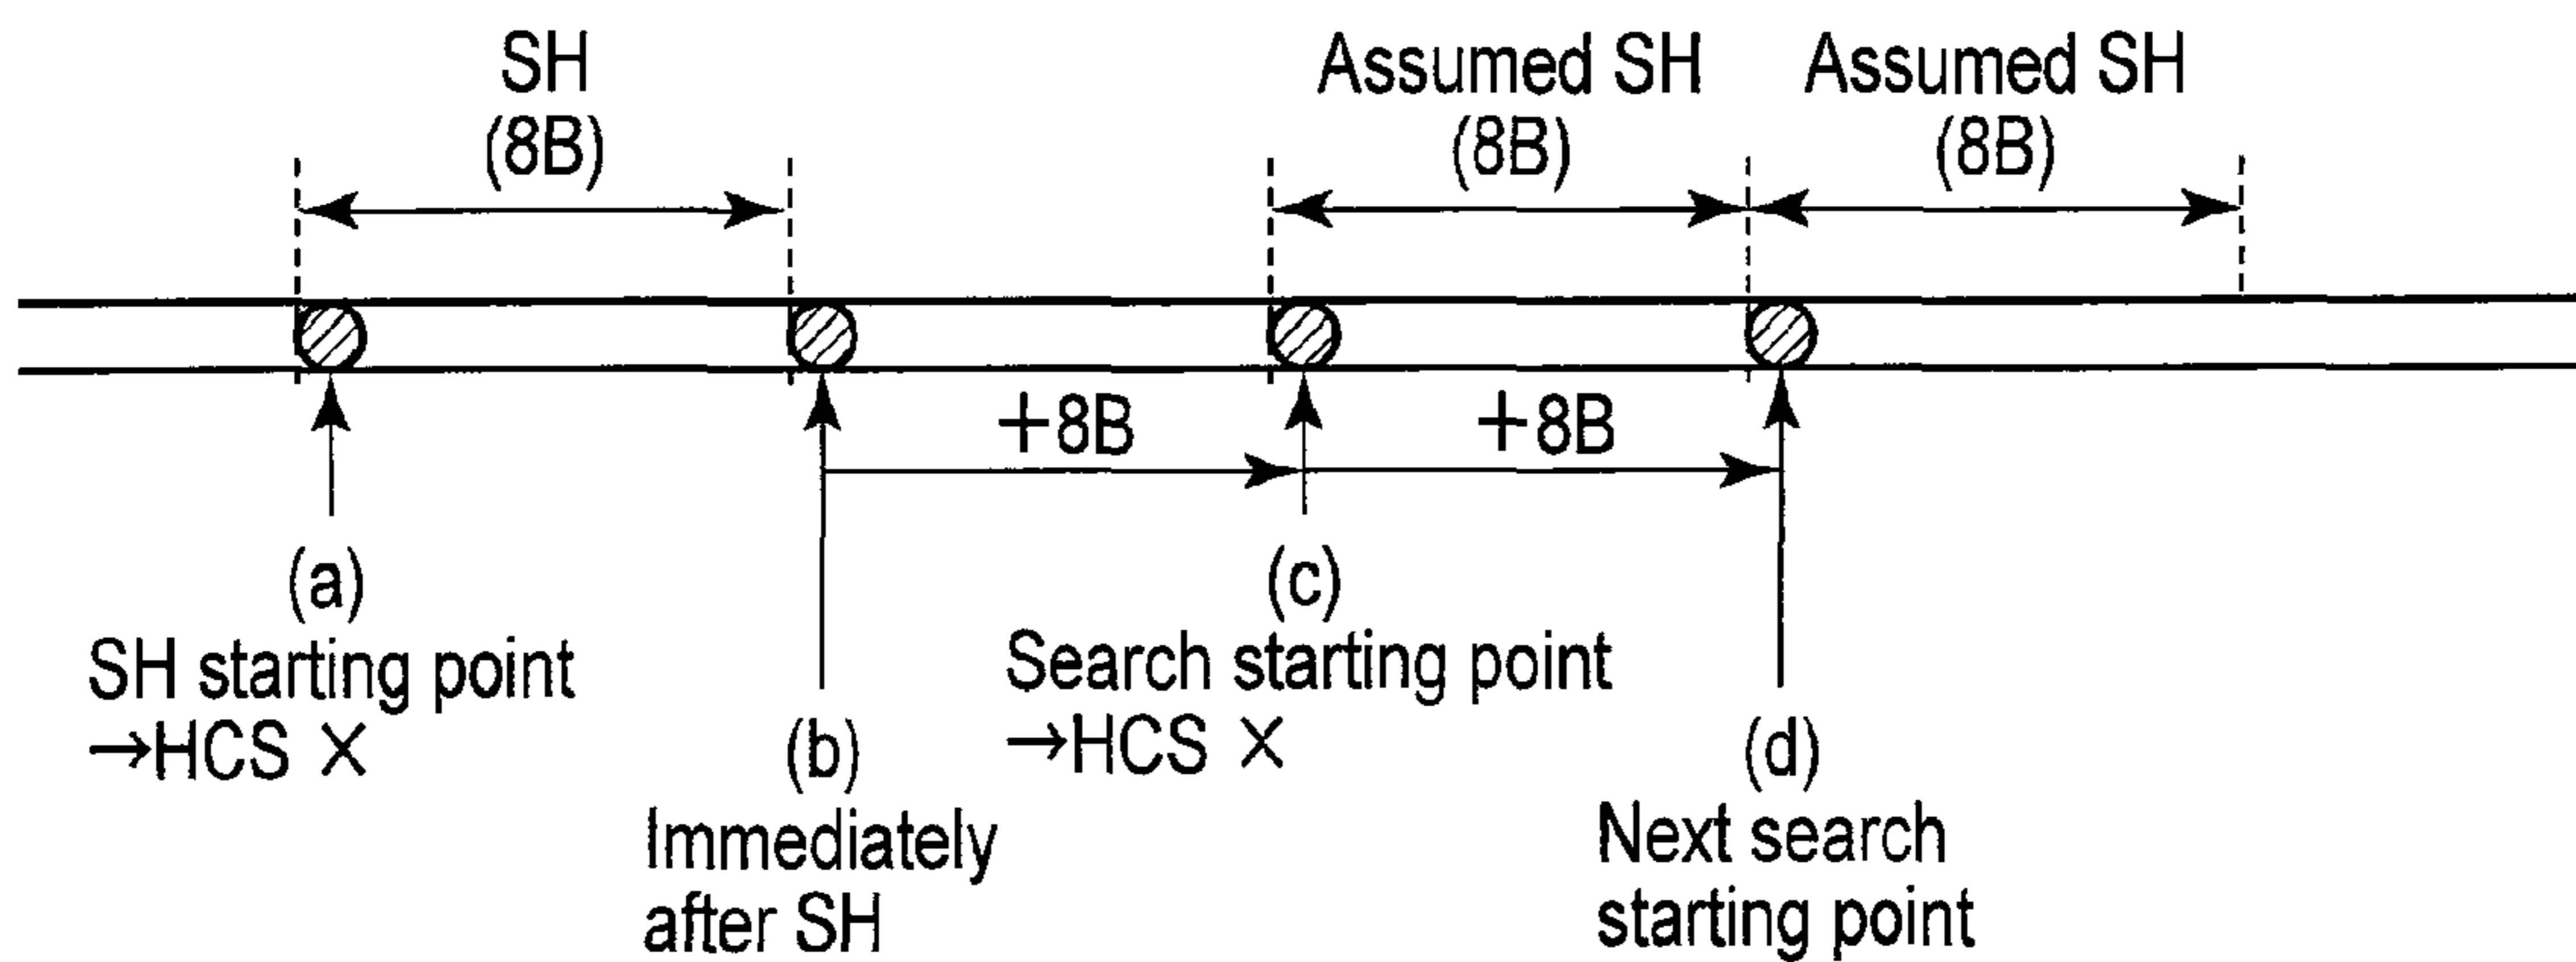 SH
(8B)
Assumed SH
(8B)
Assumed SH
(8B)
+8B
+8B
(a)
SH starting point
→HCS ×
(b)
Immediately
after SH
(c)
Search starting point
→HCS ×
(d)
Next search
starting point